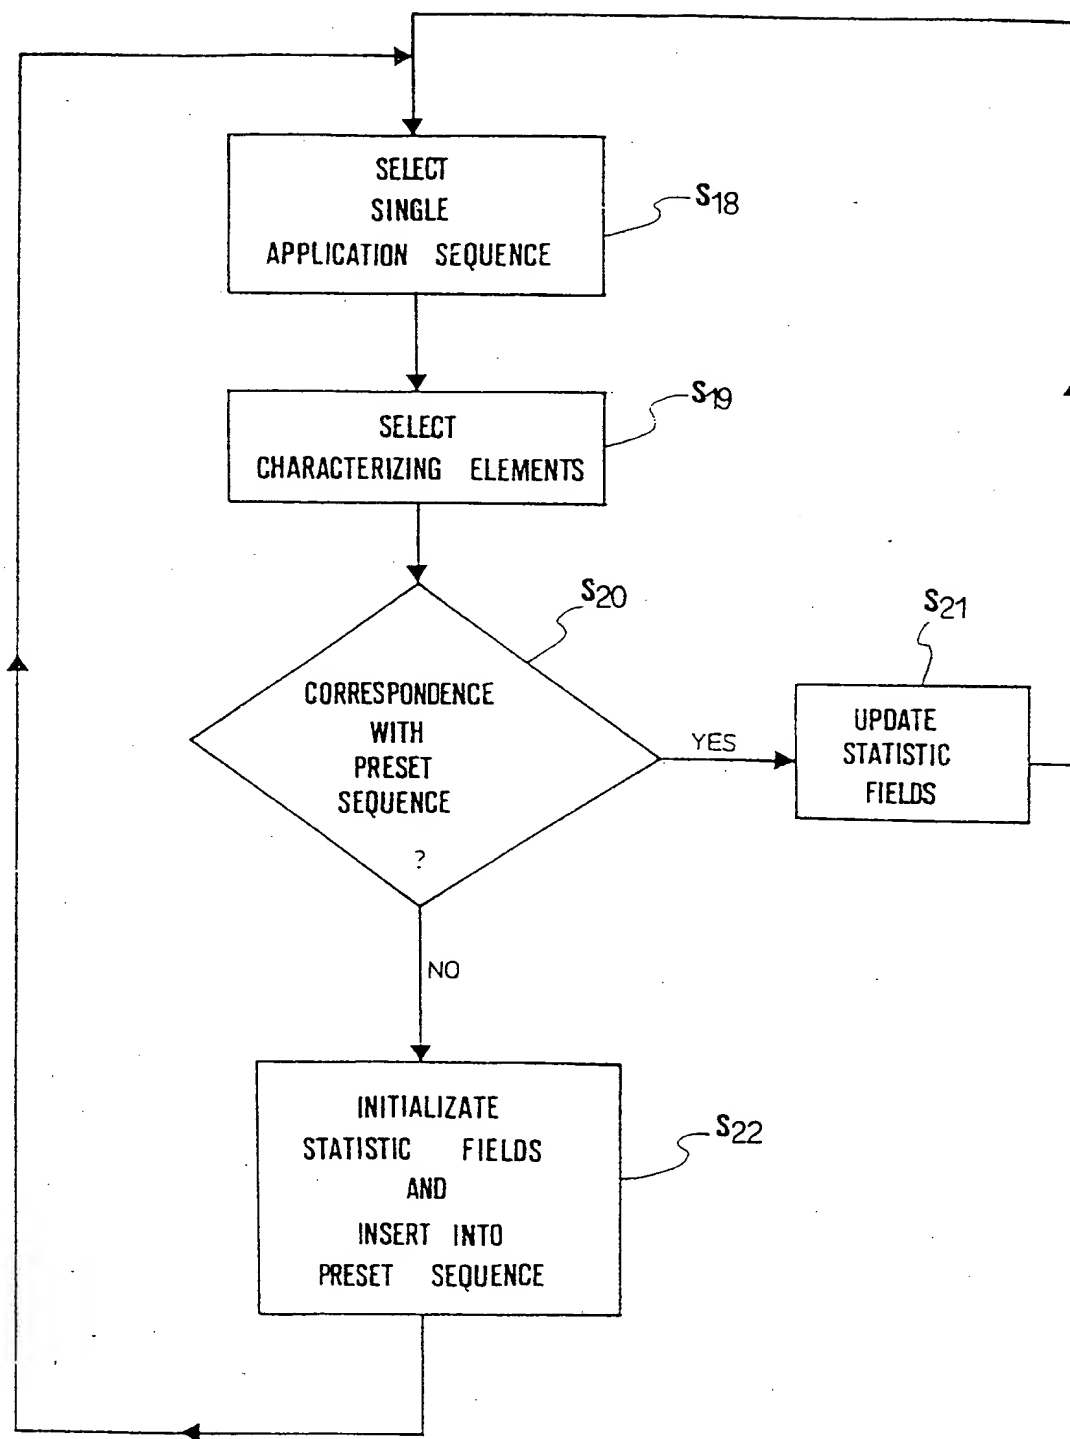 SELECT
SINGLE
APPLICATION SEQUENCE
S18
SELECT
CHARACTERIZING ELEMENTS
S19
CORRESPONDENCE
WITH
PRESET
SEQUENCE
?
S20
YES
UPDATE
STATISTIC
FIELDS
S21
NO
INITIALIZATE
STATISTIC FIELDS
AND
INSERT INTO
PRESET SEQUENCE
S22